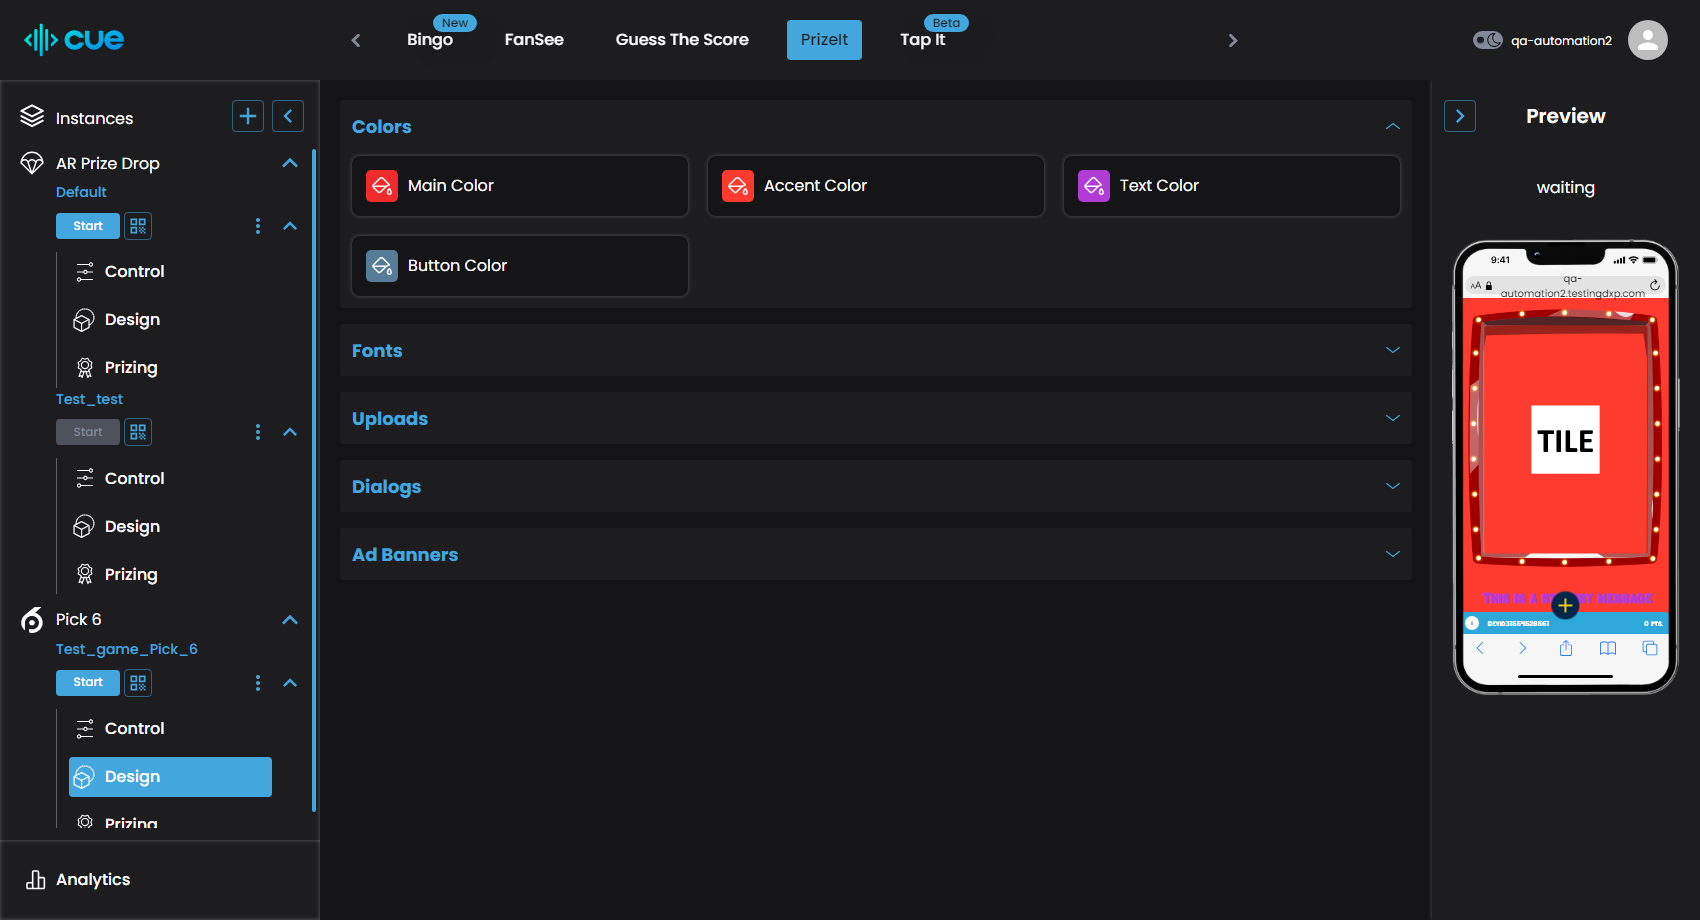 cue
Bingo
New
FanSee
Guess The Score
PrizeIt
Tap It
Beta
qa-automation2
Instances
AR Prize Drop
Default
Start
Control
Design
Prizing
Test_test
Start
Control
Design
Prizing
Pick 6
Test_game_Pick_6
Start
Control
Design
Prizing
Analytics
Colors
Main Color
Accent Color
Text Color
Button Color
Fonts
Uploads
Dialogs
Ad Banners
Preview
waiting
9:41
AA
qa-
automation2.testingdxp.com
TILE
THIS IS A MESSAGE
0 PTS.